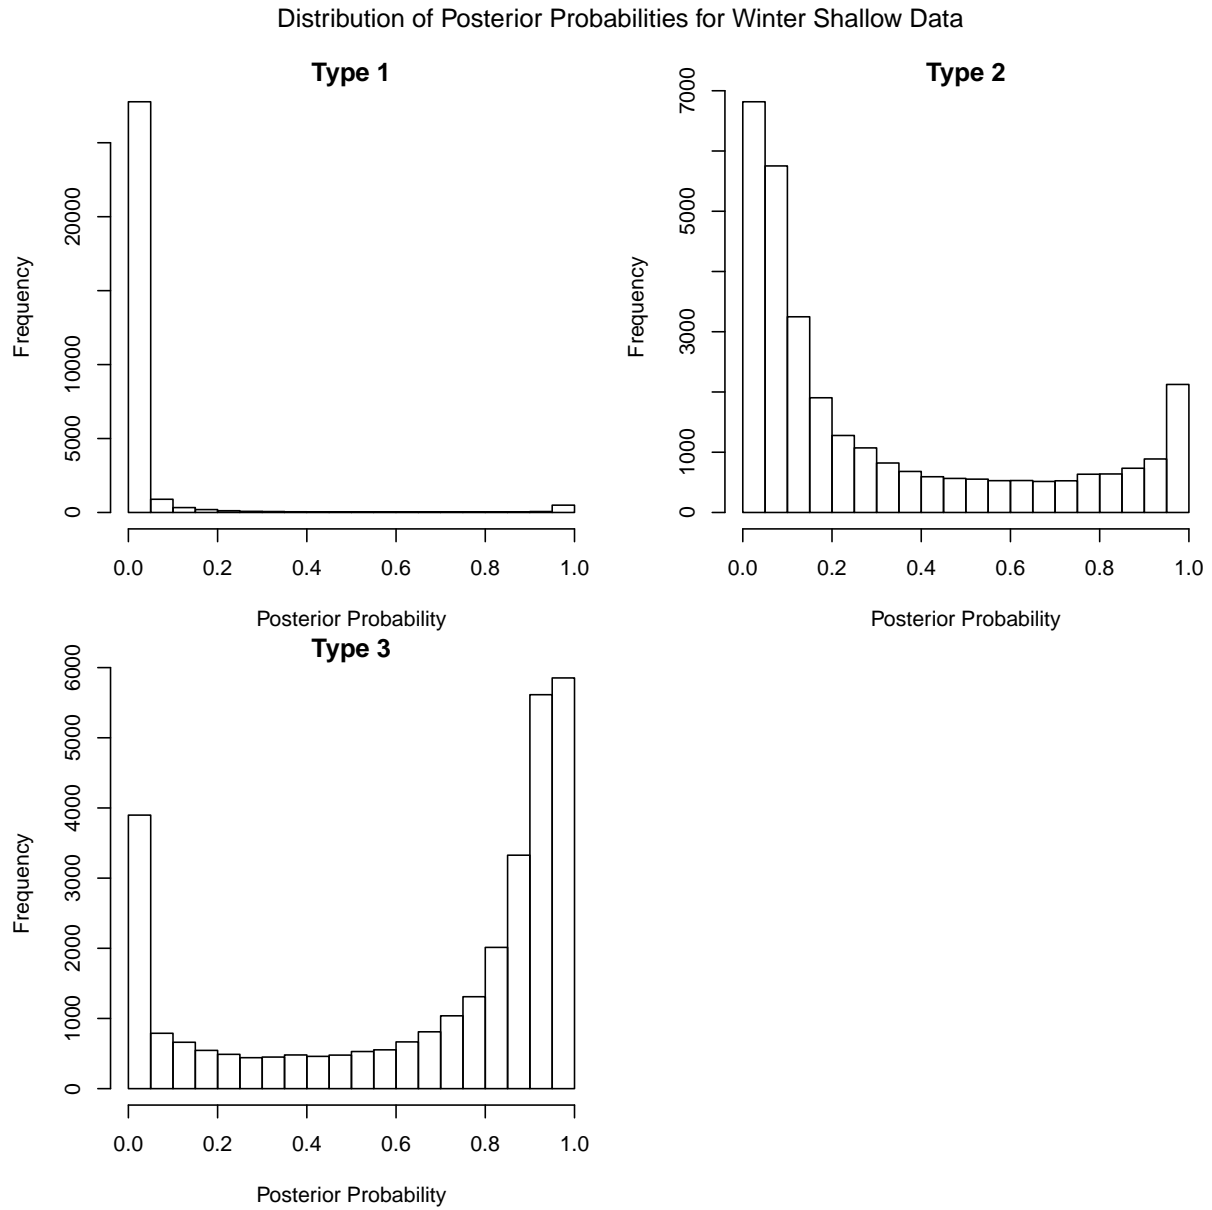 Distribution of Posterior Probabilities for Winter Shallow Data
Type 1
Frequency
0
5000
10000
20000
0.0 0.2 0.4 0.6 0.8 1.0
Posterior Probability
Type 2
Frequency
0
1000
3000
5000
7000
0.0 0.2 0.4 0.6 0.8 1.0
Posterior Probability
Type 3
Frequency
0
1000
2000
3000
4000
5000
6000
0.0 0.2 0.4 0.6 0.8 1.0
Posterior Probability